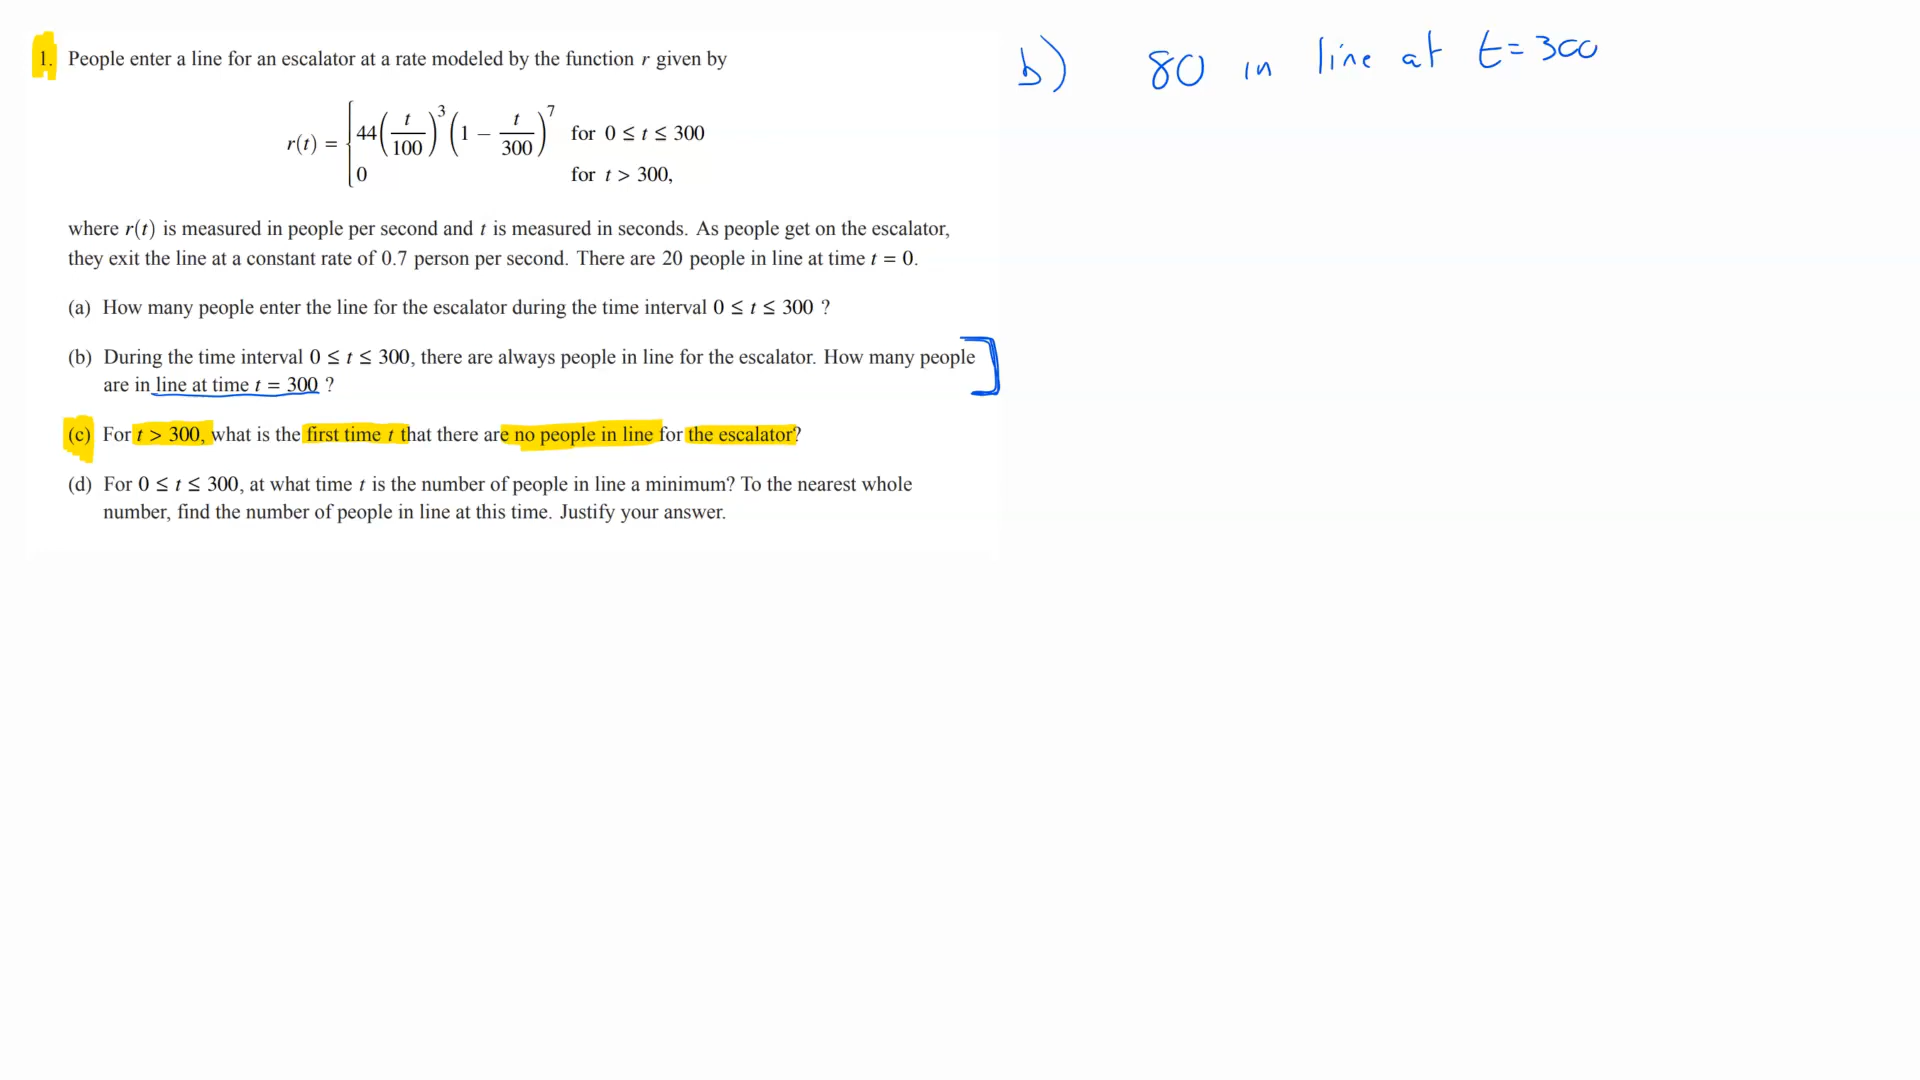 1. People enter a line for an escalator at a rate modeled by the function r given by
b) 80 in line at t = 300
r(t) = { 44(t/100)^3 (1 − t/300)^7 for 0 ≤ t ≤ 300
0 for t > 300,
where r(t) is measured in people per second and t is measured in seconds. As people get on the escalator,
they exit the line at a constant rate of 0.7 person per second. There are 20 people in line at time t = 0.
(a) How many people enter the line for the escalator during the time interval 0 ≤ t ≤ 300 ?
(b) During the time interval 0 ≤ t ≤ 300, there are always people in line for the escalator. How many people
are in line at time t = 300 ?
(c) For t > 300, what is the first time t that there are no people in line for the escalator?
(d) For 0 ≤ t ≤ 300, at what time t is the number of people in line a minimum? To the nearest whole
number, find the number of people in line at this time. Justify your answer.